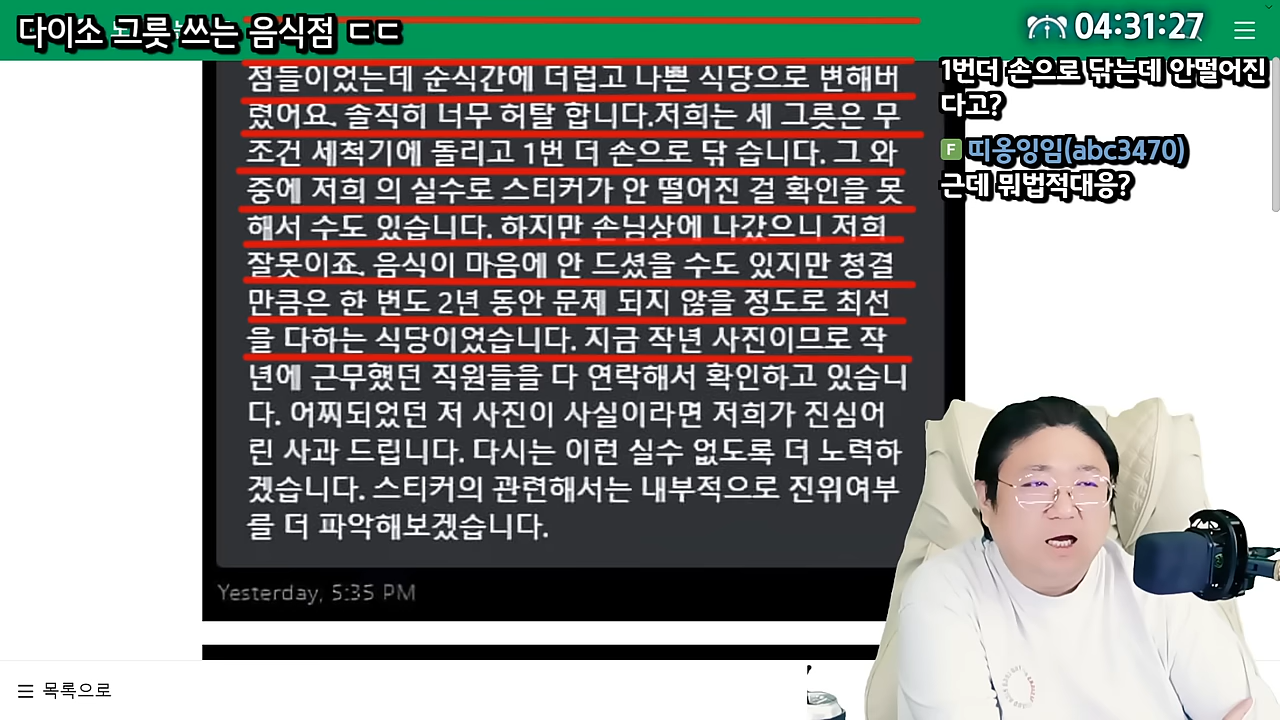 다이소 그릇 쓰는 음식점 ㄷㄷ
04:31:27
점들이었는데 순식간에 더럽고 나쁜 식당으로 변해버
렸어요. 솔직히 너무 허탈 합니다.저희는 세 그릇은 무
조건 세척기에 돌리고 1번 더 손으로 닦 습니다. 그 와
중에 저희 의 실수로 스티커가 안 떨어진 걸 확인을 못
해서 수도 있습니다. 하지만 손님상에 나갔으니 저희
잘못이죠. 음식이 마음에 안 드셨을 수도 있지만 청결
만큼은 한 번도 2년 동안 문제 되지 않을 정도로 최선
을 다하는 식당이었습니다. 지금 작년 사진이므로 작
년에 근무했던 직원들을 다 연락해서 확인하고 있습니
다. 어찌되었던 저 사진이 사실이라면 저희가 진심어
린 사과 드립니다. 다시는 이런 실수 없도록 더 노력하
겠습니다. 스티커의 관련해서는 내부적으로 진위여부
를 더 파악해보겠습니다.
Yesterday, 5:35 PM
1번더 손으로 닦는데 안떨어진
다고?
F 띠옹잉임(abc3470)
근데 뭐법적대응?
목록으로